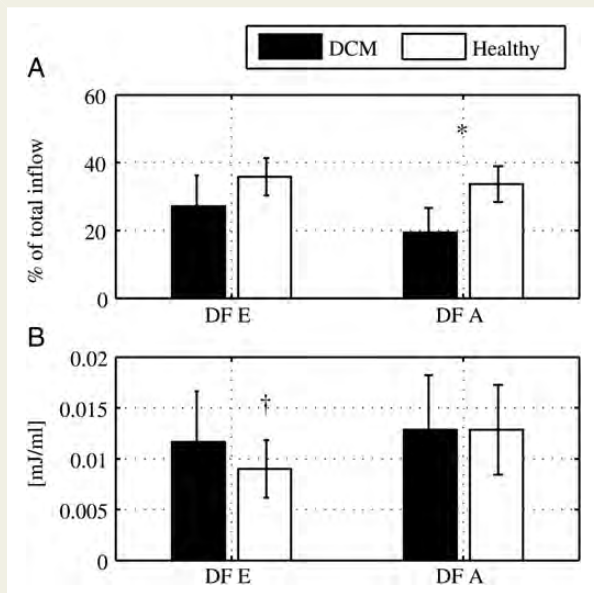 DCM Healthy
A
60
*
40
20
0
% of total inflow
DF E DF A
B
0.02
†
0.015
0.01
0.005
0
[mJ/ml]
DF E DF A